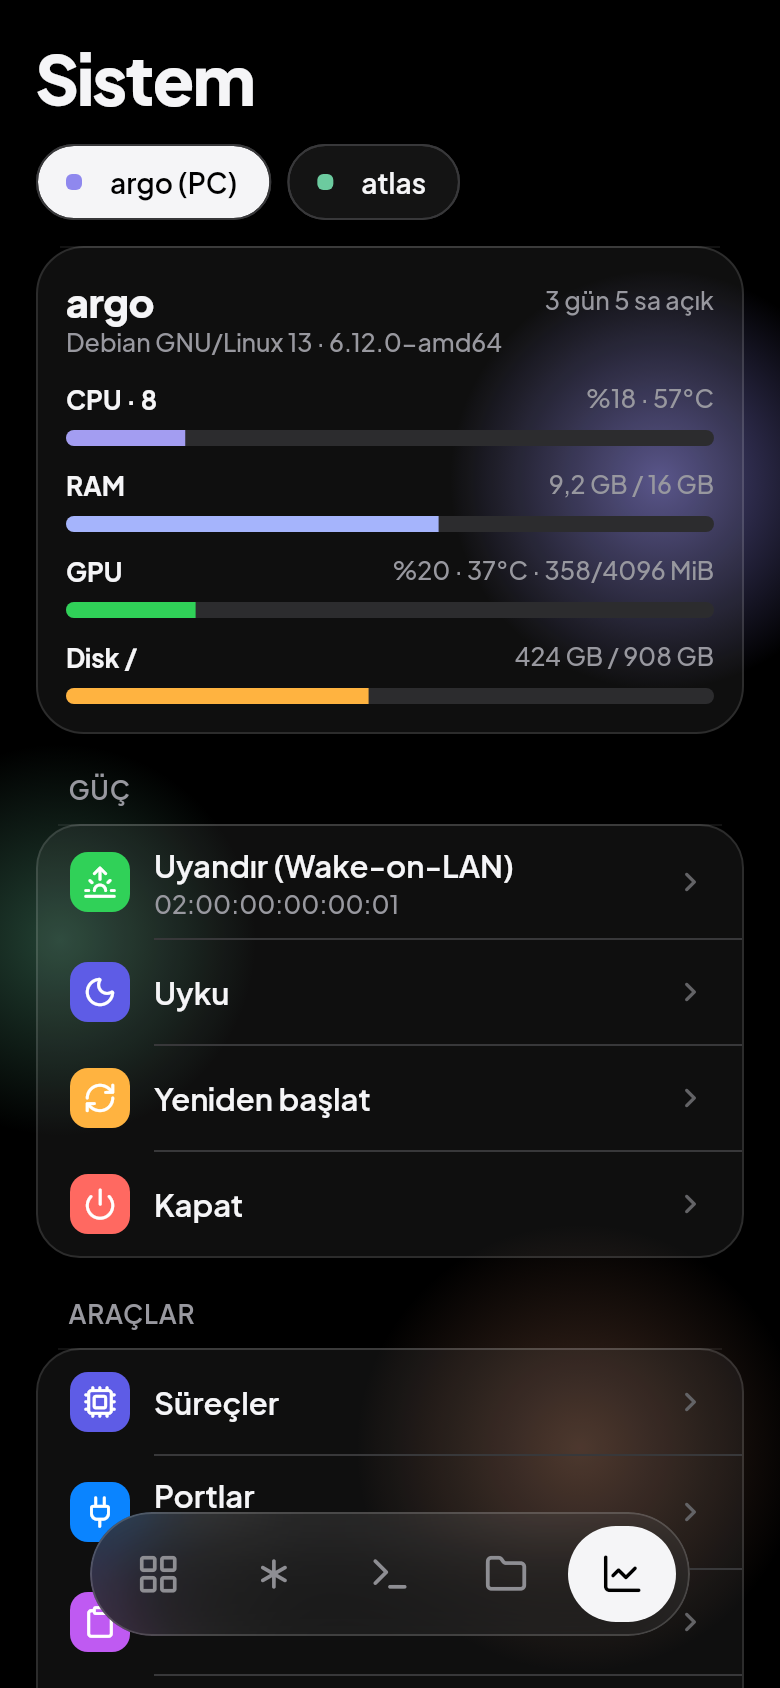 Sistem
argo (PC)
atlas
argo
3 gün 5 sa açık
Debian GNU/Linux 13 · 6.12.0-amd64
CPU · 8
%18 · 57°C
RAM
9,2 GB / 16 GB
GPU
%20 · 37°C · 358/4096 MiB
Disk /
424 GB / 908 GB
GÜÇ
Uyandır (Wake-on-LAN)
02:00:00:00:00:01
Uyku
Yeniden başlat
Kapat
ARAÇLAR
Süreçler
Portlar